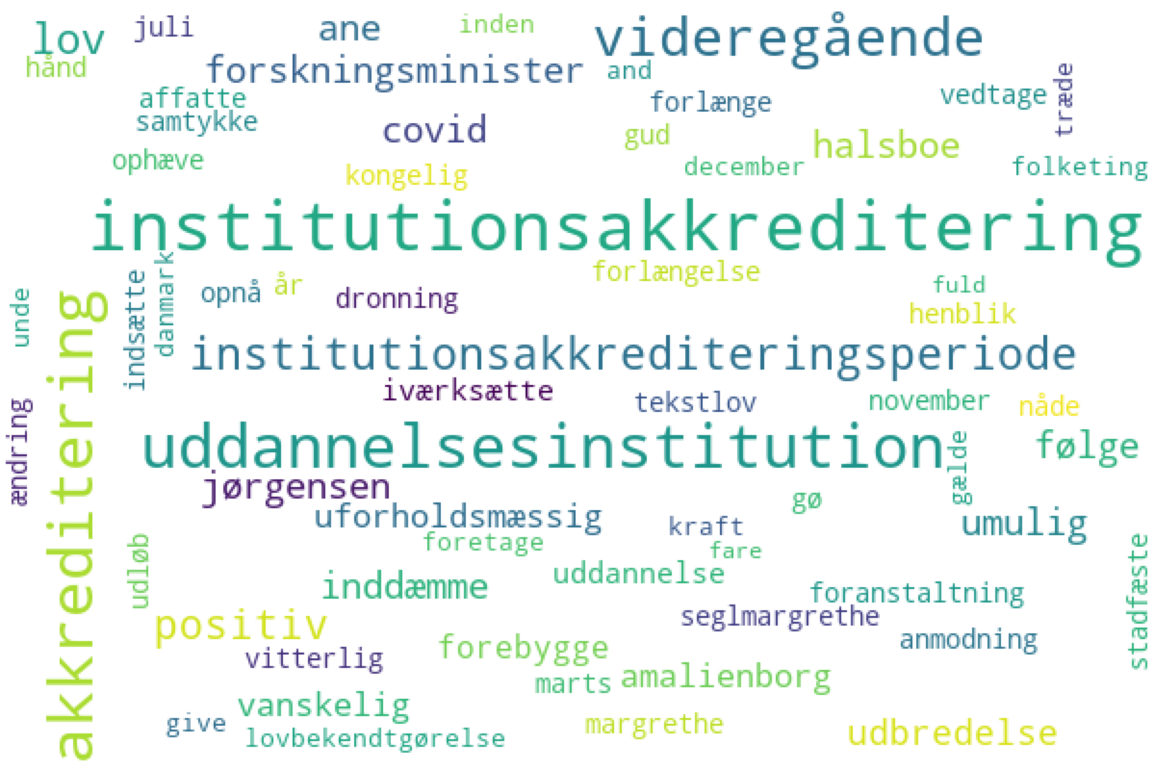 lov
juli
ane
inden
videregående
hånd
forskningsminister
and
træde
affatte
forlænge
vedtage
samtykke
covid
gud
halsboe
ophæve
kongelig
december
folketing
institutionsakkreditering
forlængelse
indsætte
danmark
opnå
år
dronning
fuld
henblik
unde
akkreditering
institutionsakkrediteringsperiode
iværksætte
tekstlov
november
nåde
ændring
uddannelsesinstitution
gælde
følge
jørgensen
gø
uforholdsmæssig
kraft
umulig
foretage
fare
udløb
inddæmme
uddannelse
foranstaltning
stadfæste
positiv
seglmargrethe
anmodning
vitterlig
forebygge
marts
amalienborg
vanskelig
give
margrethe
udbredelse
lovbekendtgørelse